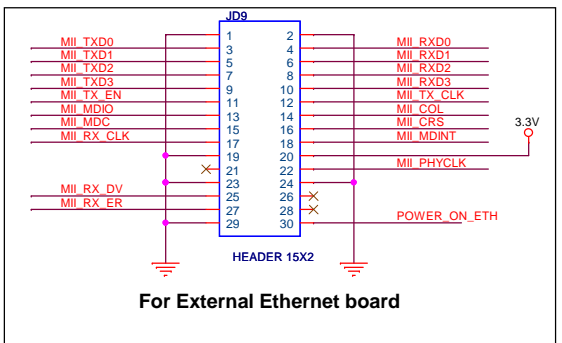 JD9
1 2
MII_TXD0 3 4 MII_RXD0
MII_TXD1 5 6 MII_RXD1
MII_TXD2 7 8 MII_RXD2
MII_TXD3 9 10 MII_RXD3
MII_TX_EN 11 12 MII_TX_CLK
MII_MDIO 13 14 MII_COL
MII_MDC 15 16 MII_CRS
MII_RX_CLK 17 18 MII_MDINT
3.3V
19 20
21 22 MII_PHYCLK
23 24
MII_RX_DV 25 26
MII_RX_ER 27 28
29 30 POWER_ON_ETH
HEADER 15X2
For External Ethernet board